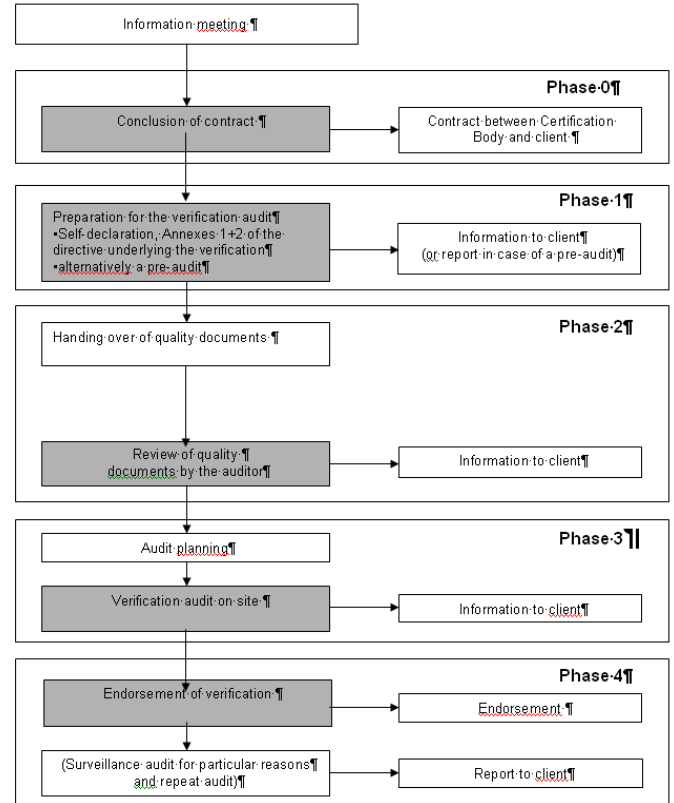 Information meeting ¶
Phase 0¶
Conclusion of contract ¶
Contract between Certification
Body and client ¶
Phase 1¶
Preparation for the verification audit¶
•Self-declaration, Annexes 1+2 of the
directive underlying the verification¶
•alternatively a pre-audit¶
Information to client¶
(or report in case of a pre-audit)¶
Phase 2¶
Handing over of quality documents ¶
Review of quality ¶
documents by the auditor¶
Information to client¶
Phase 3¶
Audit planning¶
Verification audit on site ¶
Information to client¶
Phase 4¶
Endorsement of verification ¶
Endorsement ¶
(Surveillance audit for particular reasons¶
and repeat audit)¶
Report to client¶